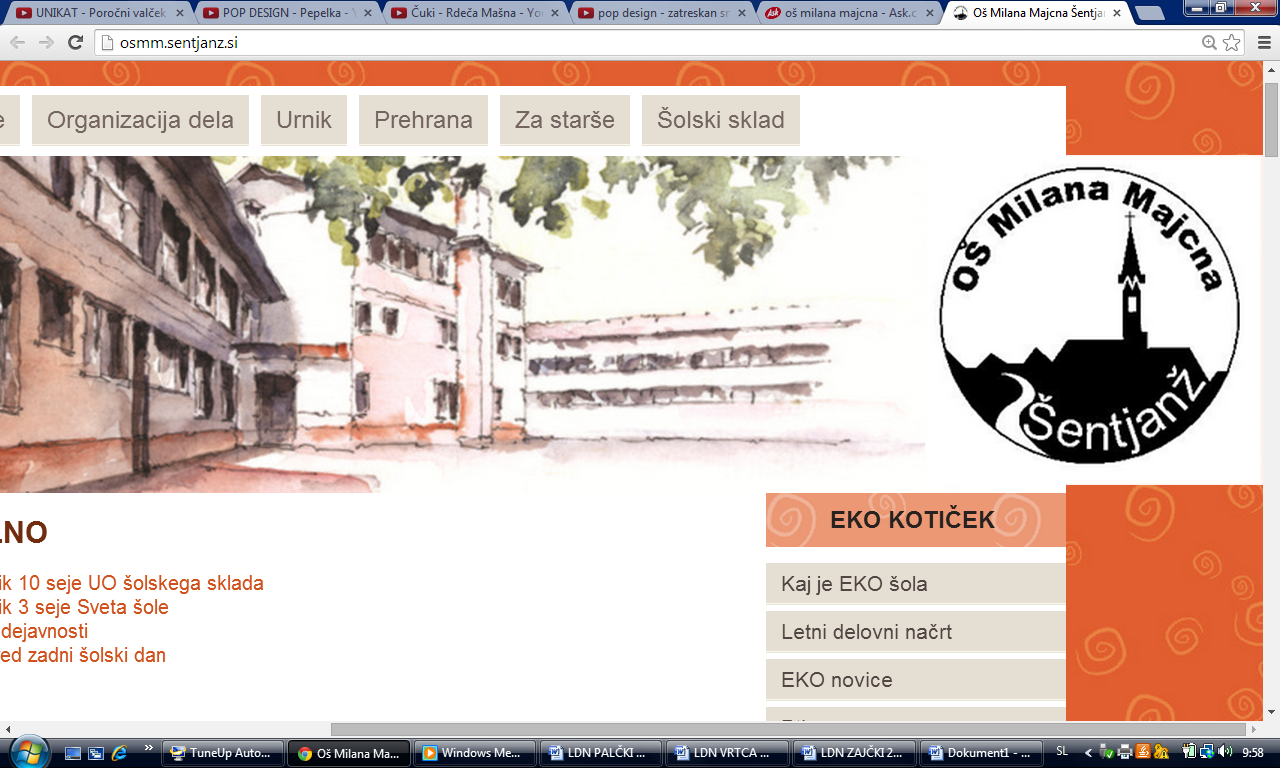 UNIKAT - Poročni valček
POP DESIGN - Pepelka - Y
Čuki - Rdeča Mašna - You
pop design - zatreskan sr
oš milana majcna - Ask.c
Oš Milana Majcna Šentja
osmm.sentjanz.si
e
Organizacija dela
Urnik
Prehrana
Za starše
Šolski sklad
OŠ Milana Majcna
Šentjanž
LNO
ik 10 seje UO šolskega sklada
ik 3 seje Sveta šole
dejavnosti
red zadni šolski dan
EKO KOTIČEK
Kaj je EKO šola
Letni delovni načrt
EKO novice
TuneUp Auto...
Oš Milana Ma...
Windows Me...
LDN PALČKI ...
LDN VRTCA ...
LDN ZAJČKI 2...
Dokument1 - ...
SL
9:58